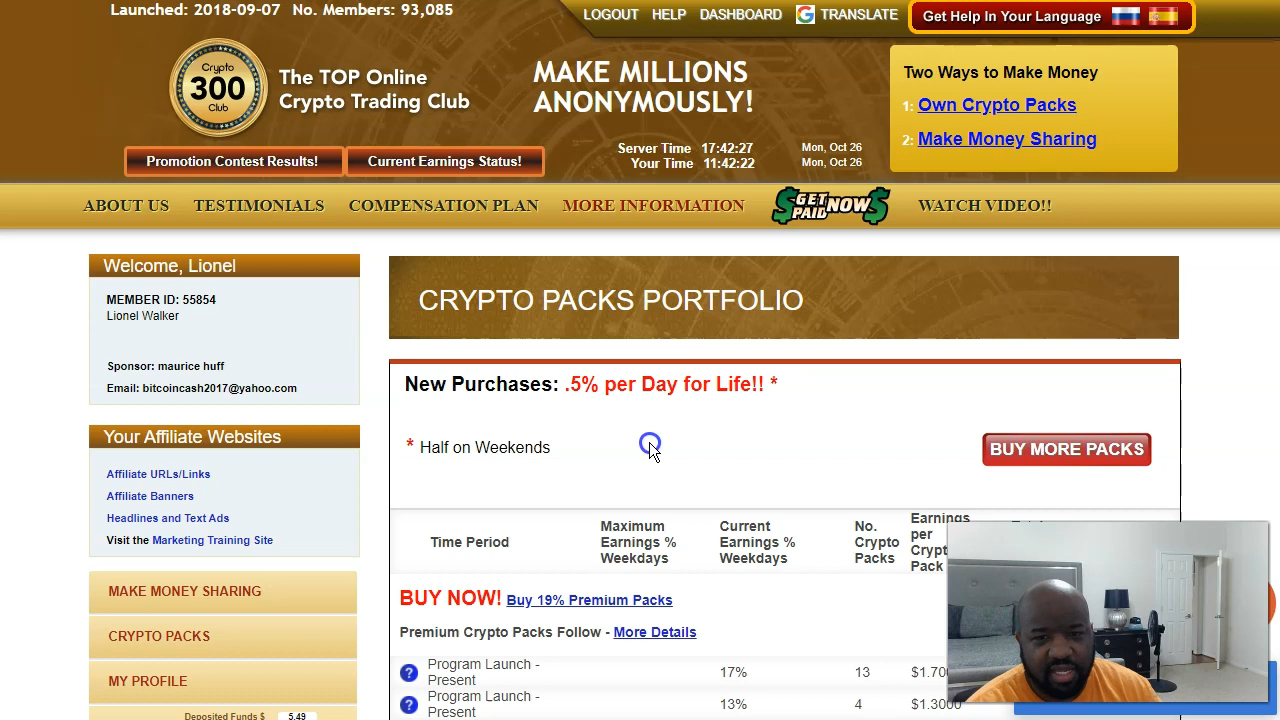 Launched: 2018-09-07 No. Members: 93,085
LOGOUT HELP DASHBOARD TRANSLATE
Get Help In Your Language
Crypto
300
Club
The TOP Online
Crypto Trading Club
MAKE MILLIONS
ANONYMOUSLY!
Two Ways to Make Money
1: Own Crypto Packs
2: Make Money Sharing
Promotion Contest Results!
Current Earnings Status!
Server Time 17:42:27 Mon, Oct 26
Your Time 11:42:22 Mon, Oct 26
ABOUT US TESTIMONIALS COMPENSATION PLAN MORE INFORMATION GET PAID NOW WATCH VIDEO!!
Welcome, Lionel
MEMBER ID: 55854
Lionel Walker
Sponsor: maurice huff
Email: bitcoincash2017@yahoo.com
Your Affiliate Websites
Affiliate URLs/Links
Affiliate Banners
Headlines and Text Ads
Visit the Marketing Training Site
MAKE MONEY SHARING
CRYPTO PACKS
MY PROFILE
Deposited Funds $ 5.49
CRYPTO PACKS PORTFOLIO
New Purchases: .5% per Day for Life!! *
* Half on Weekends
BUY MORE PACKS
Time Period
Maximum
Earnings %
Weekdays
Current
Earnings %
Weekdays
No.
Crypto
Packs
Earnings
per
Crypto
Pack
BUY NOW! Buy 19% Premium Packs
Premium Crypto Packs Follow - More Details
Program Launch -
Present
17% 13
Program Launch -
Present
13% 4 $1.3000